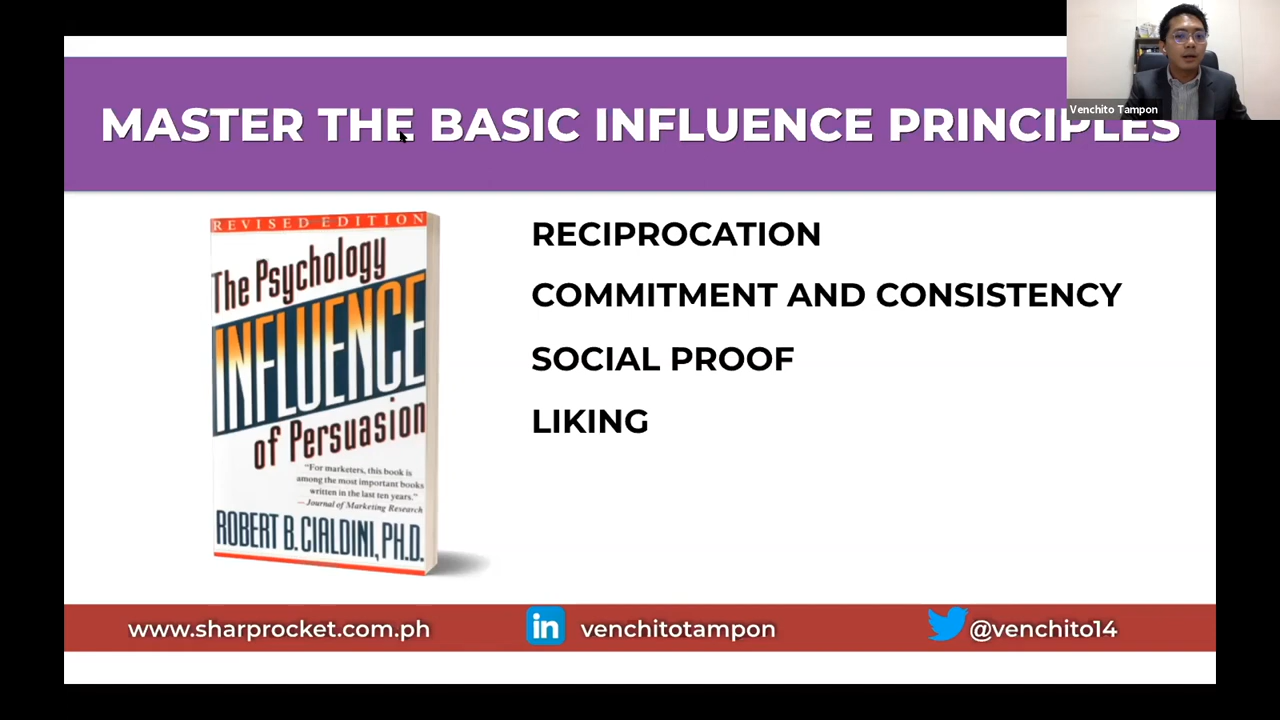 MASTER THE BASIC INFLUENCE PRINCIPLES
Venchito Tampon
REVISED EDITION
The Psychology
INFLUENCE
of Persuasion
"For marketers, this book is
among the most important books
written in the last ten years."
— Journal of Marketing Research
ROBERT B. CIALDINI, PH.D.
RECIPROCATION
COMMITMENT AND CONSISTENCY
SOCIAL PROOF
LIKING
www.sharprocket.com.ph
in
venchitotampon
@venchito14